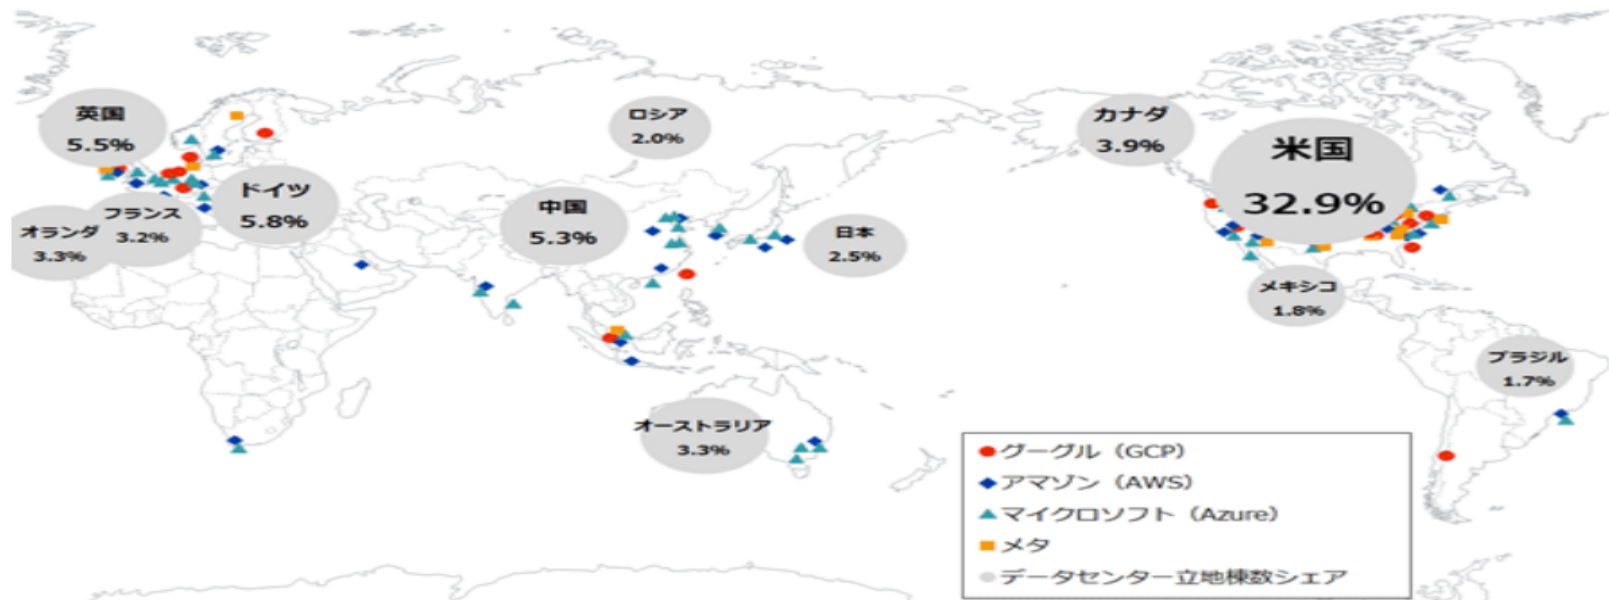 英国
5.5%
ロシア
2.0%
カナダ
3.9%
米国
32.9%
ドイツ
5.8%
フランス
3.2%
オランダ
3.3%
中国
5.3%
日本
2.5%
メキシコ
1.8%
ブラジル
1.7%
オーストラリア
3.3%
グーグル（GCP）
アマゾン（AWS）
マイクロソフト（Azure）
メタ
データセンター立地棟数シェア